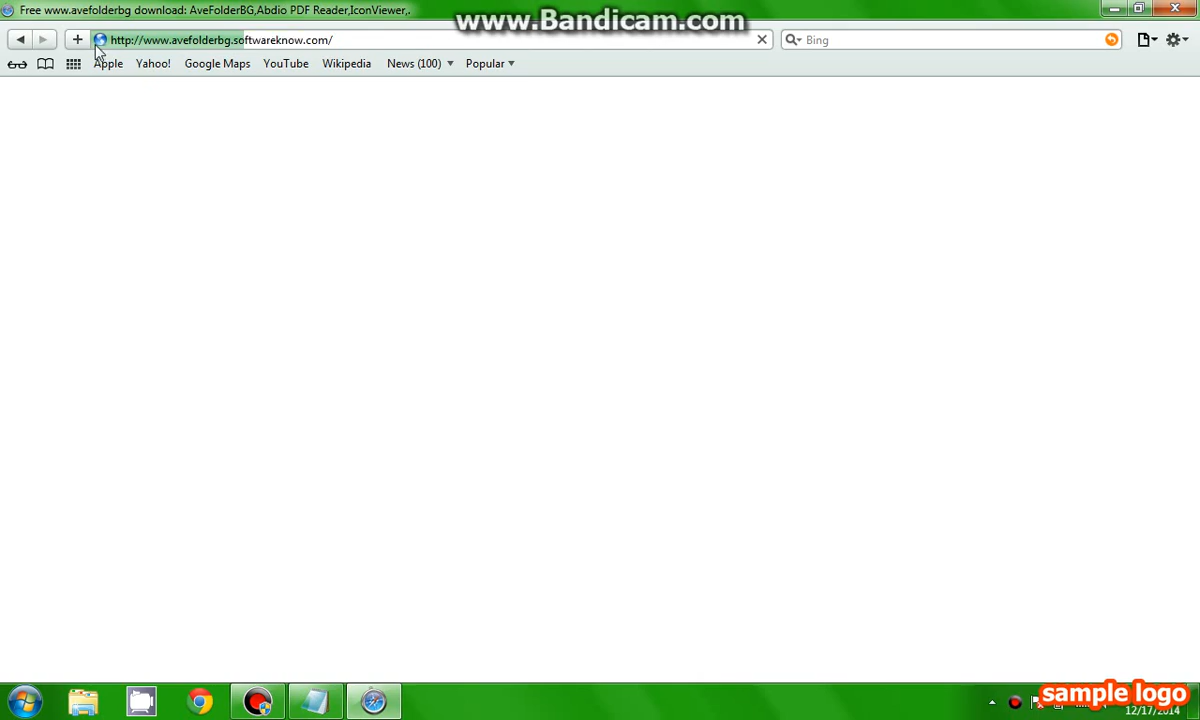 Free www.avefolderbg download: AveFolderBG,Abdio PDF Reader,IconViewer,.
www.Bandicam.com
http://www.avefolderbg.softwareknow.com/
Bing
Apple
Yahoo!
Google Maps
YouTube
Wikipedia
News (100)
Popular
sample logo
12/17/2014